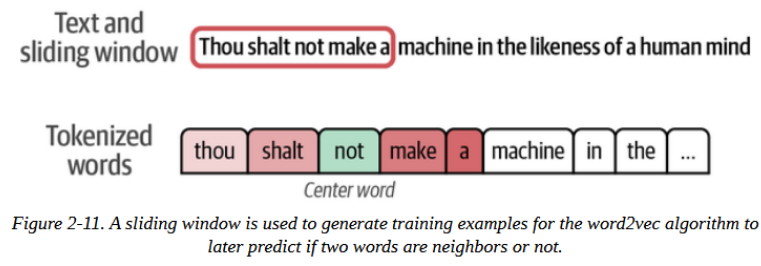 Text and
sliding window
Thou shalt not make a machine in the likeness of a human mind
Tokenized
words
thou shalt not make a machine in the ...
Center word
Figure 2-11. A sliding window is used to generate training examples for the word2vec algorithm to
later predict if two words are neighbors or not.